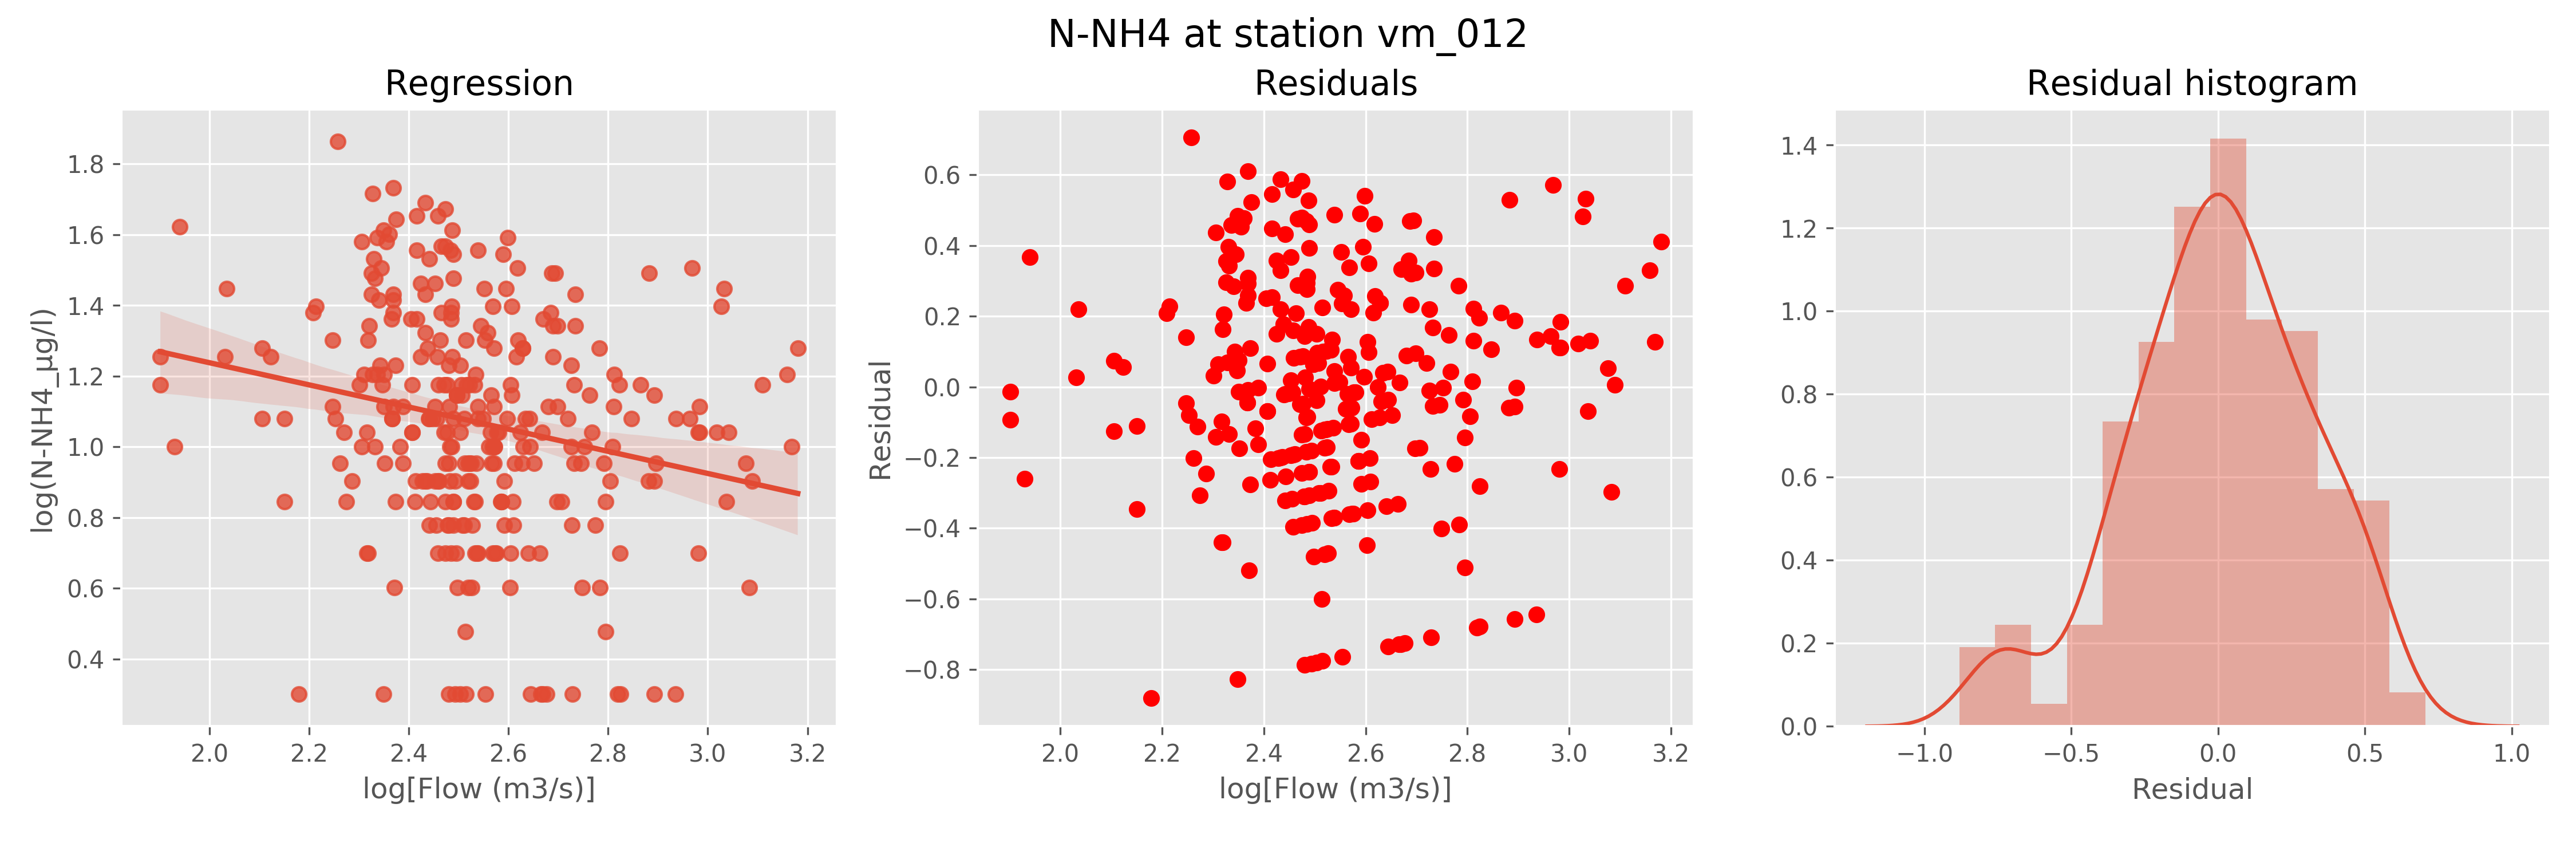 N-NH4 at station vm_012
Regression
log(N-NH4_µg/l)
1.8
1.6
1.4
1.2
1.0
0.8
0.6
0.4
2.0 2.2 2.4 2.6 2.8 3.0 3.2
log[Flow (m3/s)]
Residuals
Residual
0.6
0.4
0.2
0.0
−0.2
−0.4
−0.6
−0.8
2.0 2.2 2.4 2.6 2.8 3.0 3.2
log[Flow (m3/s)]
Residual histogram
1.4
1.2
1.0
0.8
0.6
0.4
0.2
0.0
−1.0 −0.5 0.0 0.5 1.0
Residual